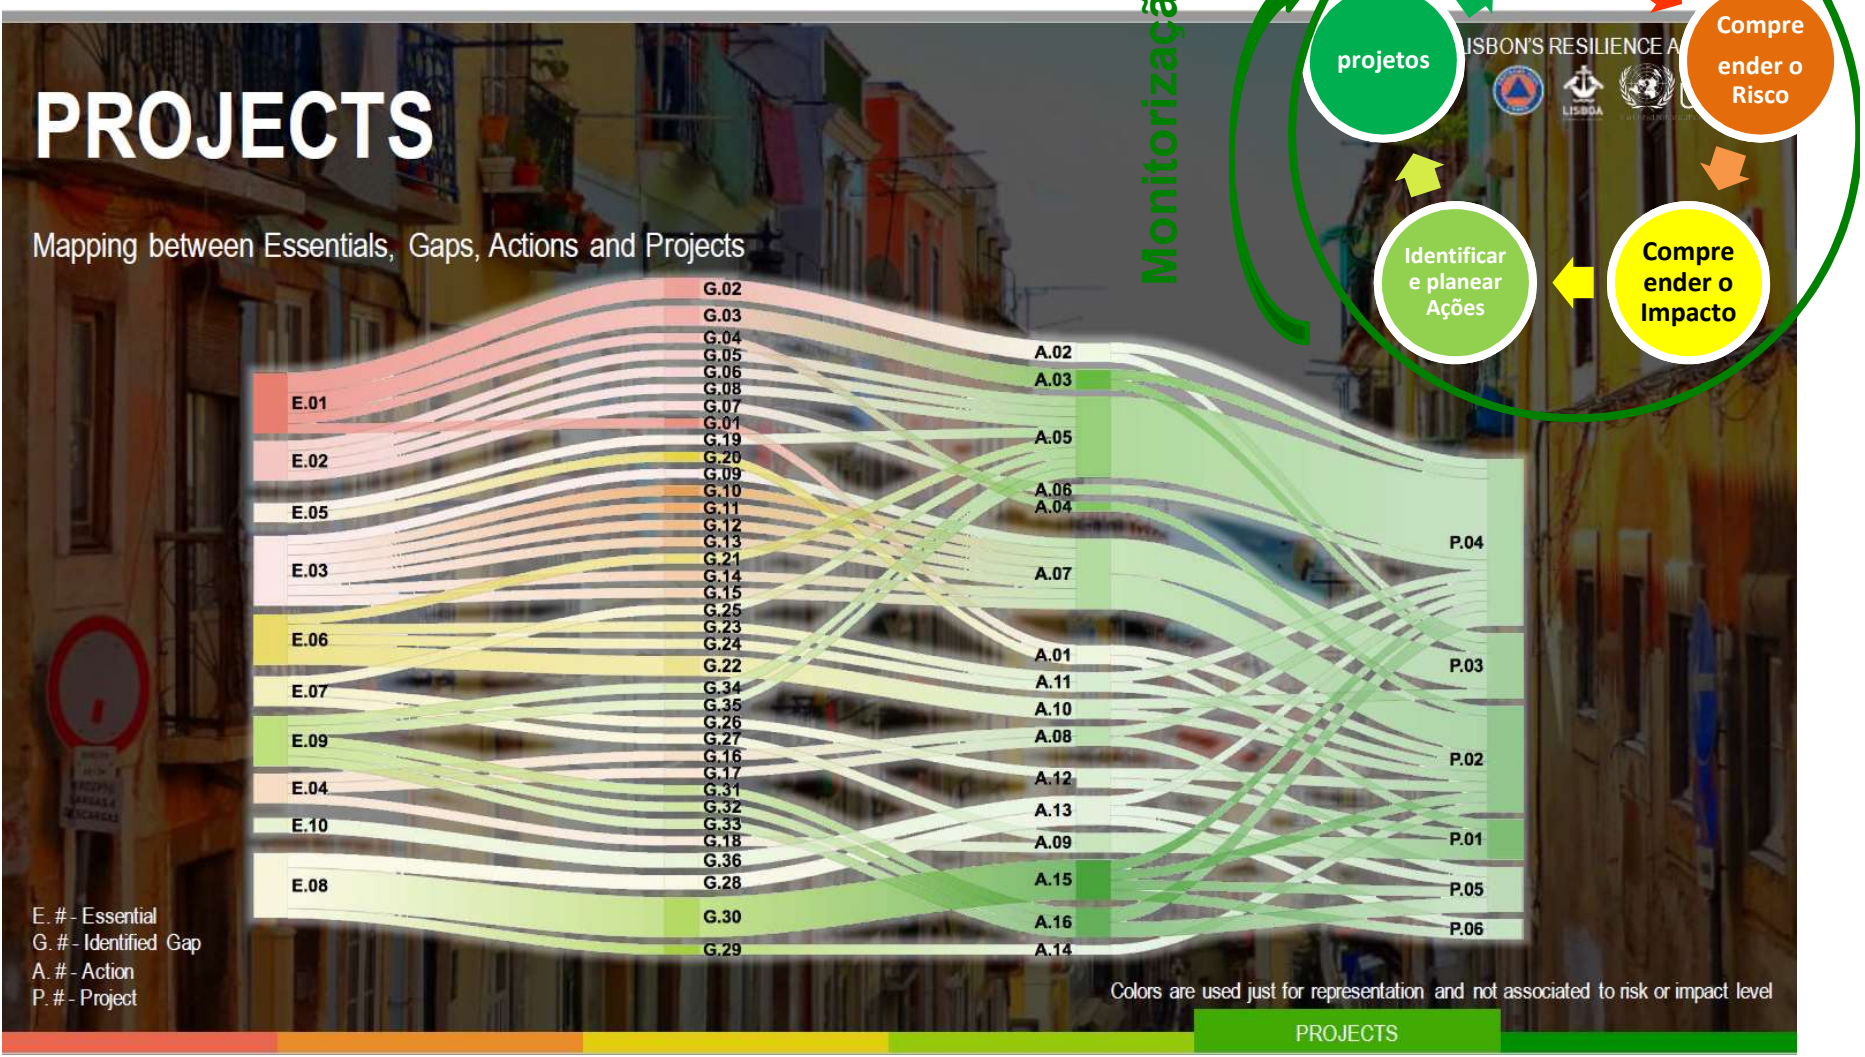 Monitorizaçã
projetos
ISBON'S RESILIENCE A
Compre
ender o
Risco
LISBOA
PROJECTS
Identificar
e planear
Ações
Compre
ender o
Impacto
Mapping between Essentials, Gaps, Actions and Projects
E.01
E.02
E.05
E.03
E.06
E.07
E.09
E.04
E.10
E.08
G.02
G.03
G.04
G.05
G.06
G.08
G.07
G.01
G.19
G.20
G.09
G.10
G.11
G.12
G.13
G.21
G.14
G.15
G.25
G.23
G.24
G.22
G.34
G.35
G.26
G.27
G.16
G.17
G.31
G.32
G.33
G.18
G.36
G.28
G.30
G.29
A.02
A.03
A.05
A.06
A.04
A.07
A.01
A.11
A.10
A.08
A.12
A.13
A.09
A.15
A.16
A.14
P.04
P.03
P.02
P.01
P.05
P.06
E. # - Essential
G. # - Identified Gap
A. # - Action
P. # - Project
Colors are used just for representation and not associated to risk or impact level
PROJECTS